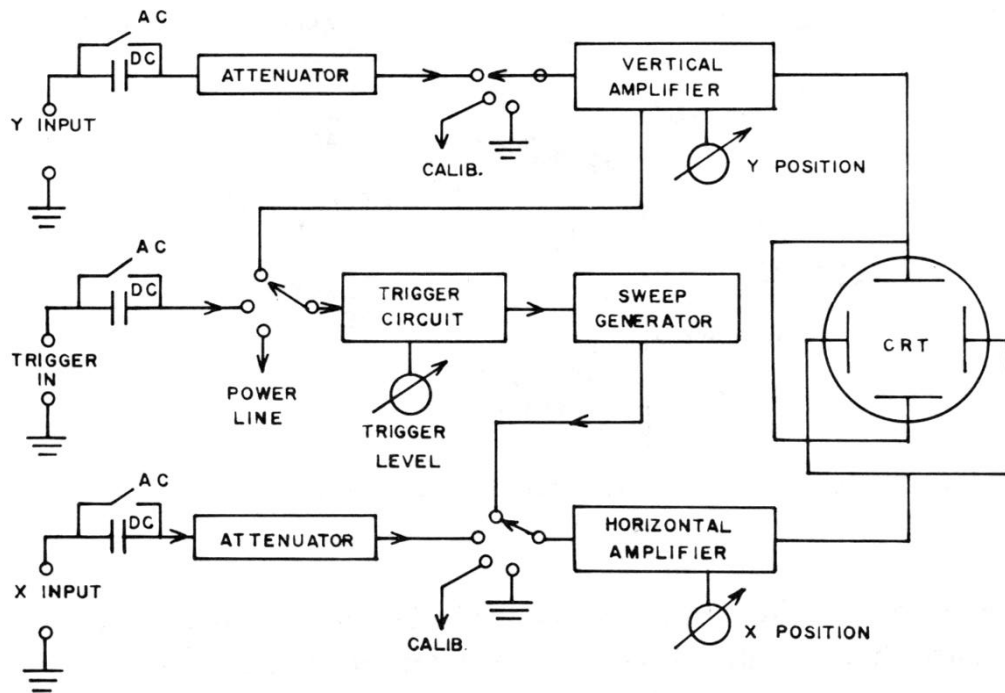 AC
DC
ATTENUATOR
VERTICAL
AMPLIFIER
Y INPUT
CALIB.
Y POSITION
AC
DC
TRIGGER
CIRCUIT
SWEEP
GENERATOR
CRT
TRIGGER
IN
POWER
LINE
TRIGGER
LEVEL
AC
DC
ATTENUATOR
HORIZONTAL
AMPLIFIER
X INPUT
CALIB.
X POSITION